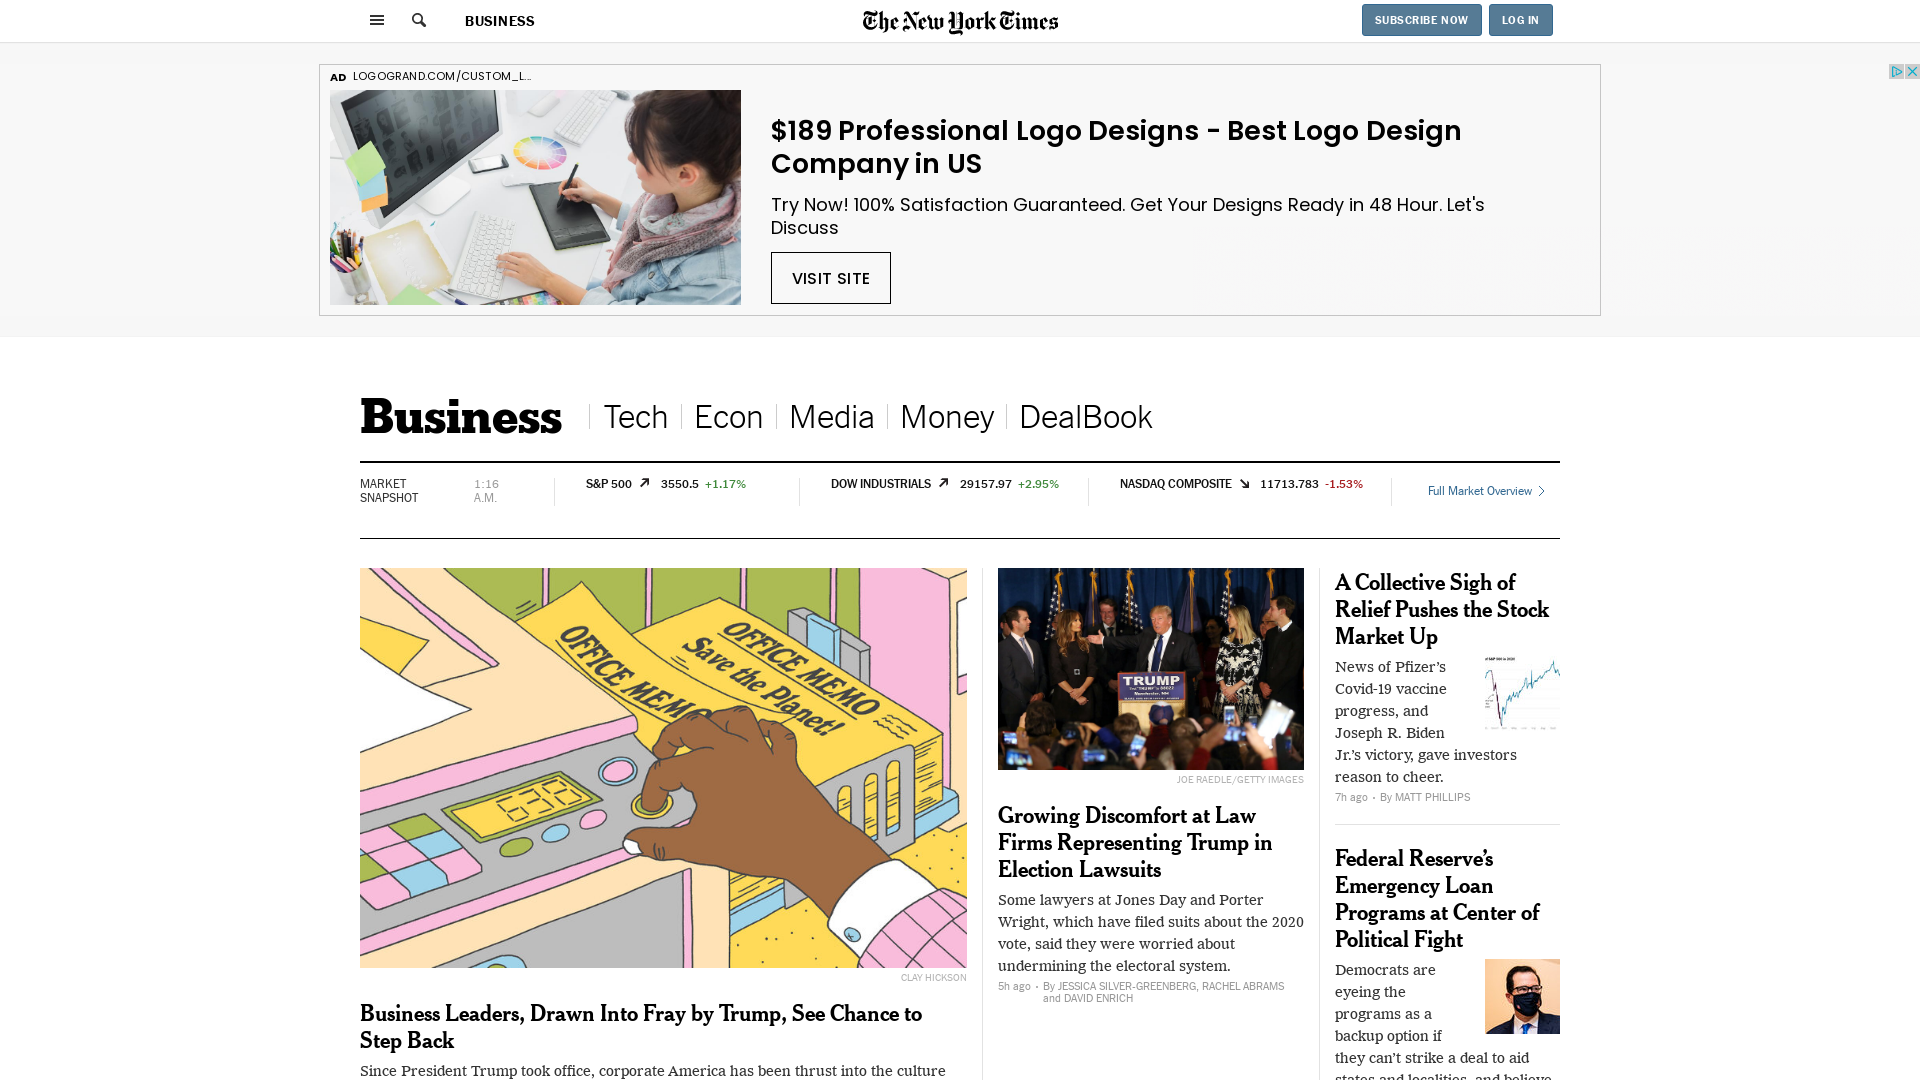 BUSINESS
The New York Times
SUBSCRIBE NOW
LOG IN
AD LOGOGRAND.COM/CUSTOM_L...
$189 Professional Logo Designs - Best Logo Design
Company in US
Try Now! 100% Satisfaction Guaranteed. Get Your Designs Ready in 48 Hour. Let's
Discuss
VISIT SITE
Business
Tech
Econ
Media
Money
DealBook
MARKET
SNAPSHOT
1:16
A.M.
S&P 500 3550.5 +1.17%
DOW INDUSTRIALS 29157.97 +2.95%
NASDAQ COMPOSITE 11713.783 -1.53%
Full Market Overview
OFFICE MEMO
OFFICE MEMO
Save the Planet!
CLAY HICKSON
Business Leaders, Drawn Into Fray by Trump, See Chance to
Step Back
Since President Trump took office, corporate America has been thrust into the culture
TRUMP
JOE RAEDLE/GETTY IMAGES
Growing Discomfort at Law
Firms Representing Trump in
Election Lawsuits
Some lawyers at Jones Day and Porter
Wright, which have filed suits about the 2020
vote, said they were worried about
undermining the electoral system.
5h ago • By JESSICA SILVER-GREENBERG, RACHEL ABRAMS
and DAVID ENRICH
A Collective Sigh of
Relief Pushes the Stock
Market Up
News of Pfizer’s
Covid-19 vaccine
progress, and
Joseph R. Biden
Jr.’s victory, gave investors
reason to cheer.
7h ago • By MATT PHILLIPS
Federal Reserve’s
Emergency Loan
Programs at Center of
Political Fight
Democrats are
eyeing the
programs as a
backup option if
they can’t strike a deal to aid
states and localities, and believe